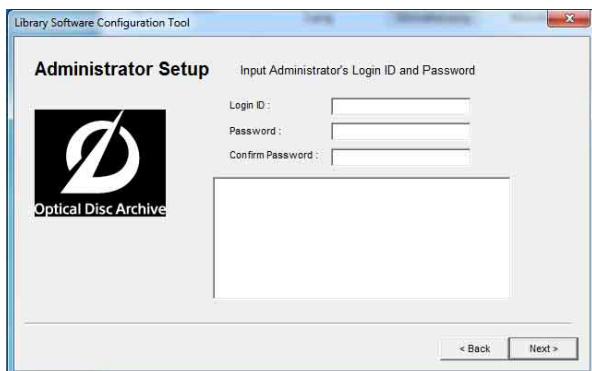 Library Software Configuration Tool
Administrator Setup
Input Administrator's Login ID and Password
Login ID :
Password :
Confirm Password :
Optical Disc Archive
< Back
Next >